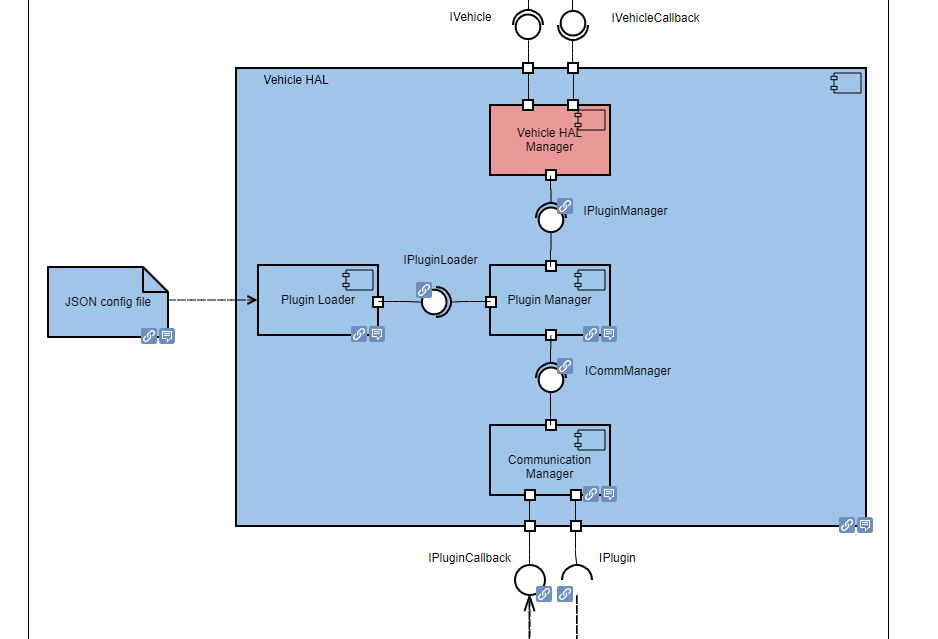 IVehicle
IVehicleCallback
Vehicle HAL
Vehicle HAL
Manager
IPluginManager
IPluginLoader
JSON config file
Plugin Loader
Plugin Manager
ICommManager
Communication
Manager
IPluginCallback
IPlugin